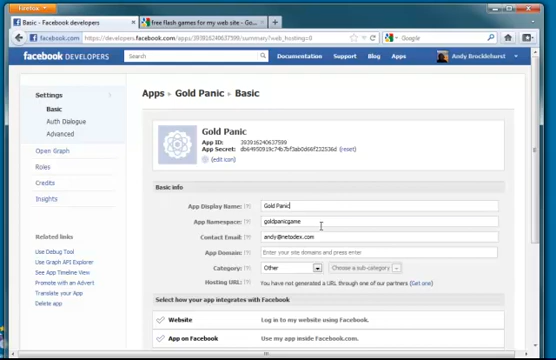 Firefox
Basic - Facebook developers
free flash games for my web site - Go...
facebook.com
https://developers.facebook.com/apps/393916240637599/summary?web_hosting=0
Google
facebook DEVELOPERS
Search
Documentation Support Blog Apps
Andy Brocklehurst
Settings
Basic
Auth Dialogue
Advanced
Open Graph
Roles
Credits
Insights
Related links
Use Debug Tool
Use Graph API Explorer
See App Timeline View
Promote with an Advert
Translate your App
Delete app
Apps ▸ Gold Panic ▸ Basic
Gold Panic
App ID: 393916240637599
App Secret: (reset)
(edit icon)
Basic info
App Display Name: [?] Gold Panic
App Namespace: [?] goldpanicgame
Contact Email: [?] andy@netodex.com
App Domain: [?] Enter your site domains and press enter
Category: [?] Other Choose a sub-category
Hosting URL: [?] You have not generated a URL through one of our partners (Get one)
Select how your app integrates with Facebook
Website Log in to my website using Facebook.
App on Facebook Use my app inside Facebook.com.